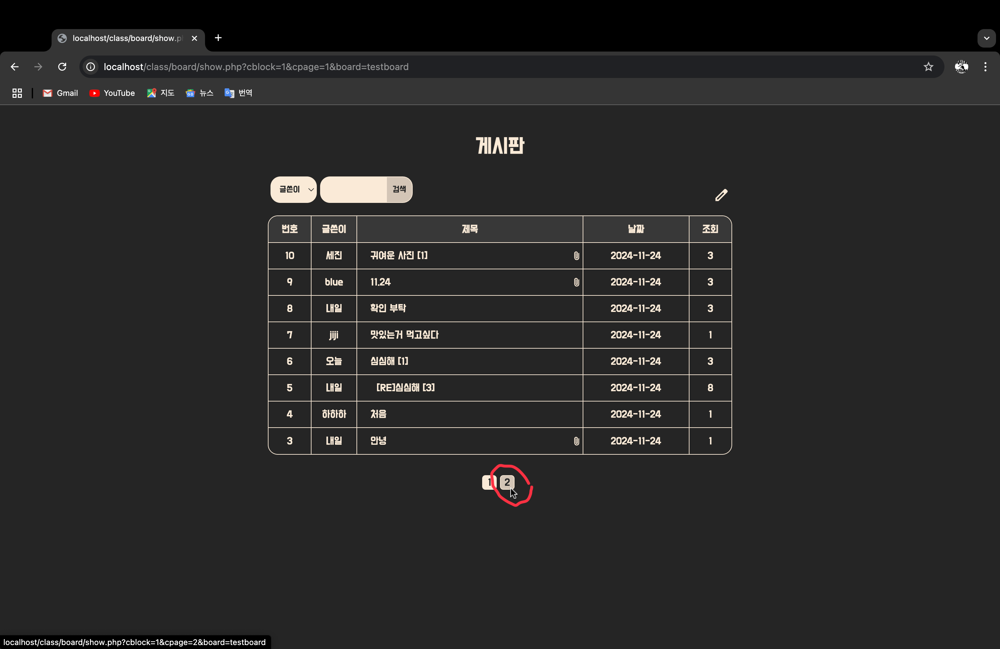 localhost/class/board/show.p
localhost/class/board/show.php?cblock=1&cpage=1&board=testboard
Gmail YouTube 지도 뉴스 번역
게시판
글쓴이 검색
번호 글쓴이 제목 날짜 조회
10 세진 귀여운 사진 [1] 2024-11-24 3
9 blue 11.24 2024-11-24 3
8 내일 확인 부탁 2024-11-24 3
7 jiji 맛있는거 먹고싶다 2024-11-24 1
6 오늘 심심해 [1] 2024-11-24 3
5 내일 [RE]심심해 [3] 2024-11-24 8
4 하하하 처음 2024-11-24 1
3 내일 안녕 2024-11-24 1
1 2
localhost/class/board/show.php?cblock=1&cpage=2&board=testboard